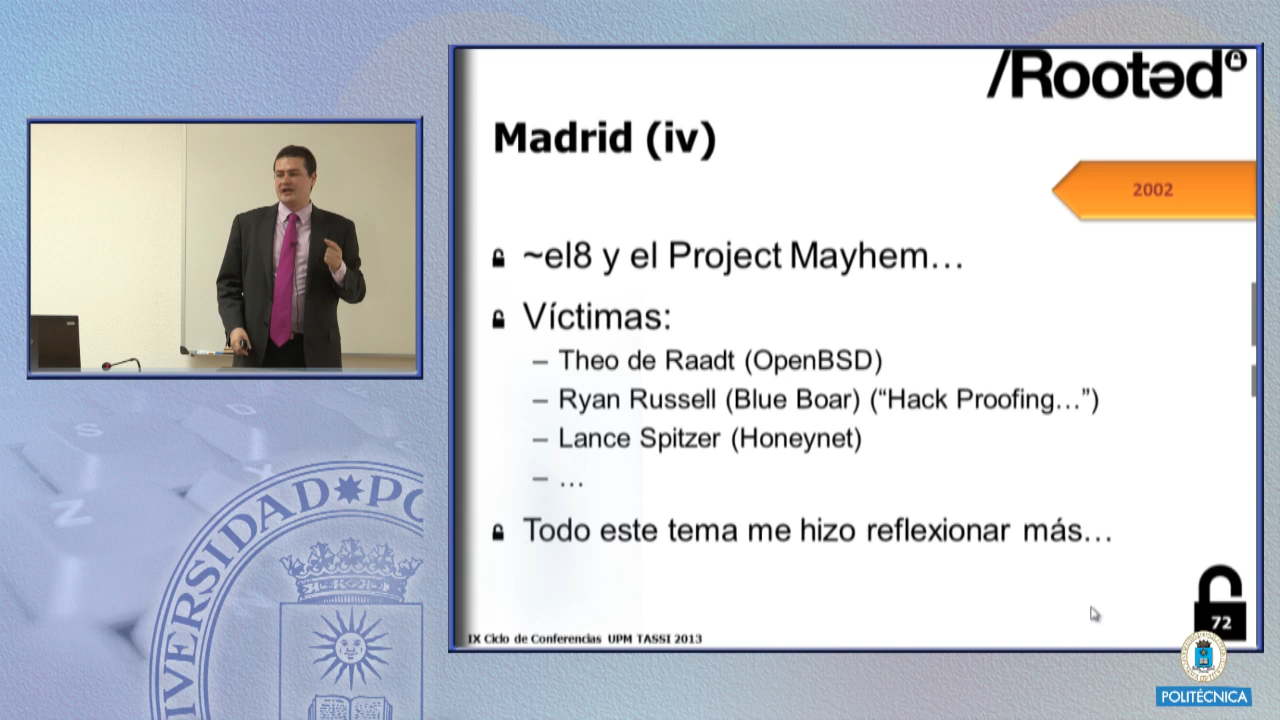 /Rootəd
Madrid (iv)
2002
~el8 y el Project Mayhem…
Víctimas:
– Theo de Raadt (OpenBSD)
– Ryan Russell (Blue Boar) (“Hack Proofing…”)
– Lance Spitzer (Honeynet)
– …
Todo este tema me hizo reflexionar más…
72
IX Ciclo de Conferencias UPM TASSI 2013
IVERSIDAD PO
S
D
N
Y
POLITÉCNICA